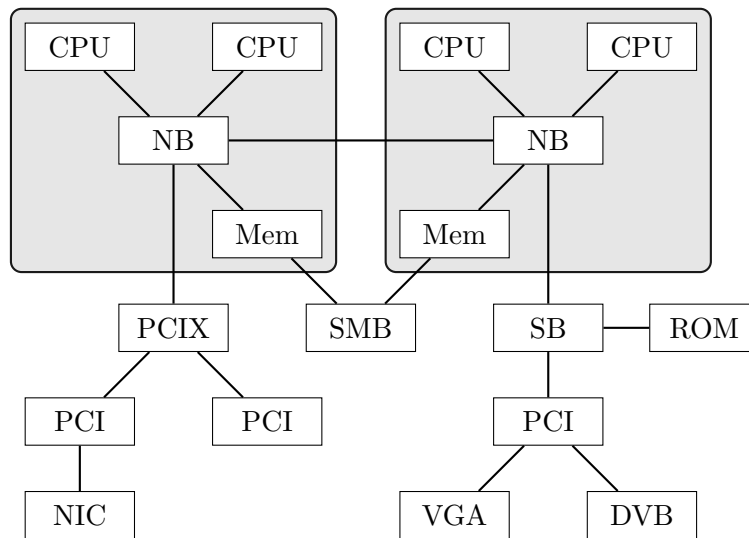 CPU CPU CPU CPU
NB NB
Mem Mem
PCIX SMB SB ROM
PCI PCI PCI
NIC VGA DVB